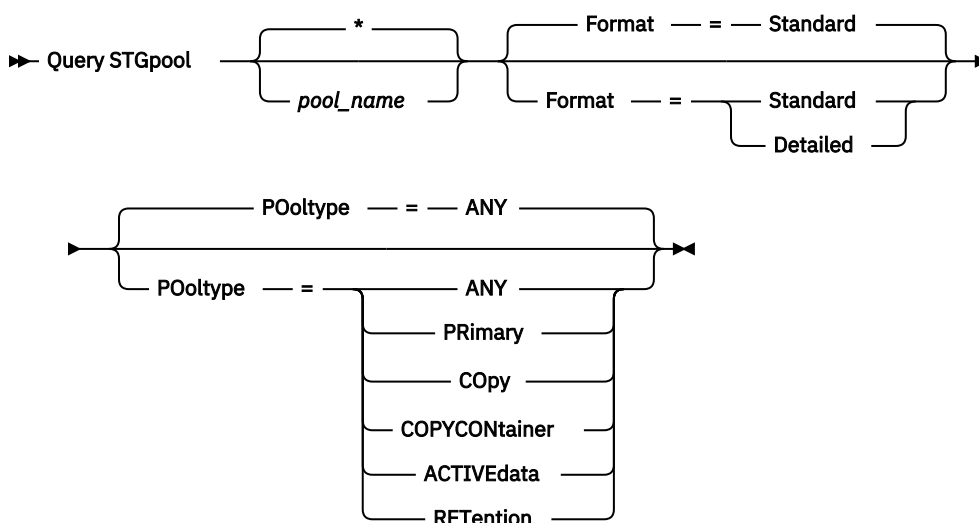 *
Format = Standard
Query STGpool
pool_name
Format = Standard
Detailed
POoltype = ANY
POoltype = ANY
PRimary
COpy
COPYCONtainer
ACTIVEdata
RETention